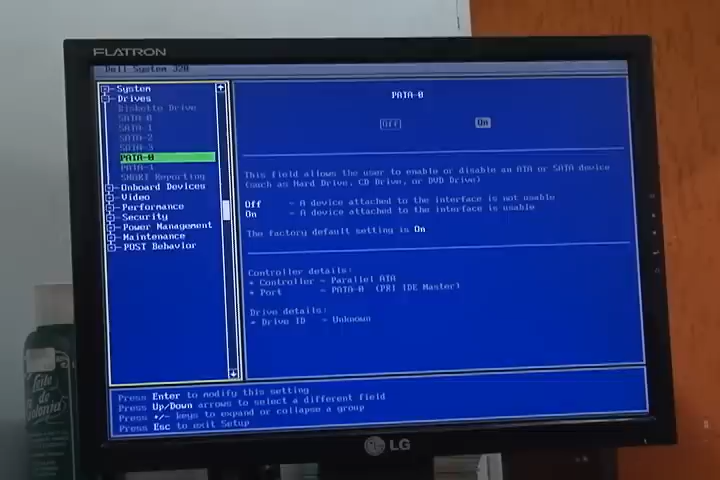 FLATRON
Dell System 320
System
Drives
Diskette Drive
SATA-0
SATA-1
SATA-2
SATA-3
PATA-0
PATA-1
SMART Reporting
Onboard Devices
Video
Performance
Security
Power Management
Maintenance
POST Behavior
PATA-0
Off On
This field allows the user to enable or disable an ATA or SATA device
(such as Hard Drive, CD Drive, or DVD Drive)
Off = A device attached to the interface is not usable
On = A device attached to the interface is usable
The factory default setting is On
Controller details:
* Controller = Parallel ATA
* Port = PATA-0 (PRI IDE Master)
Drive details:
* Drive ID = Unknown
Press Enter to modify this setting
Press Up/Down arrows to select a different field
Press +/- keys to expand or collapse a group
Press Esc to exit Setup
LG